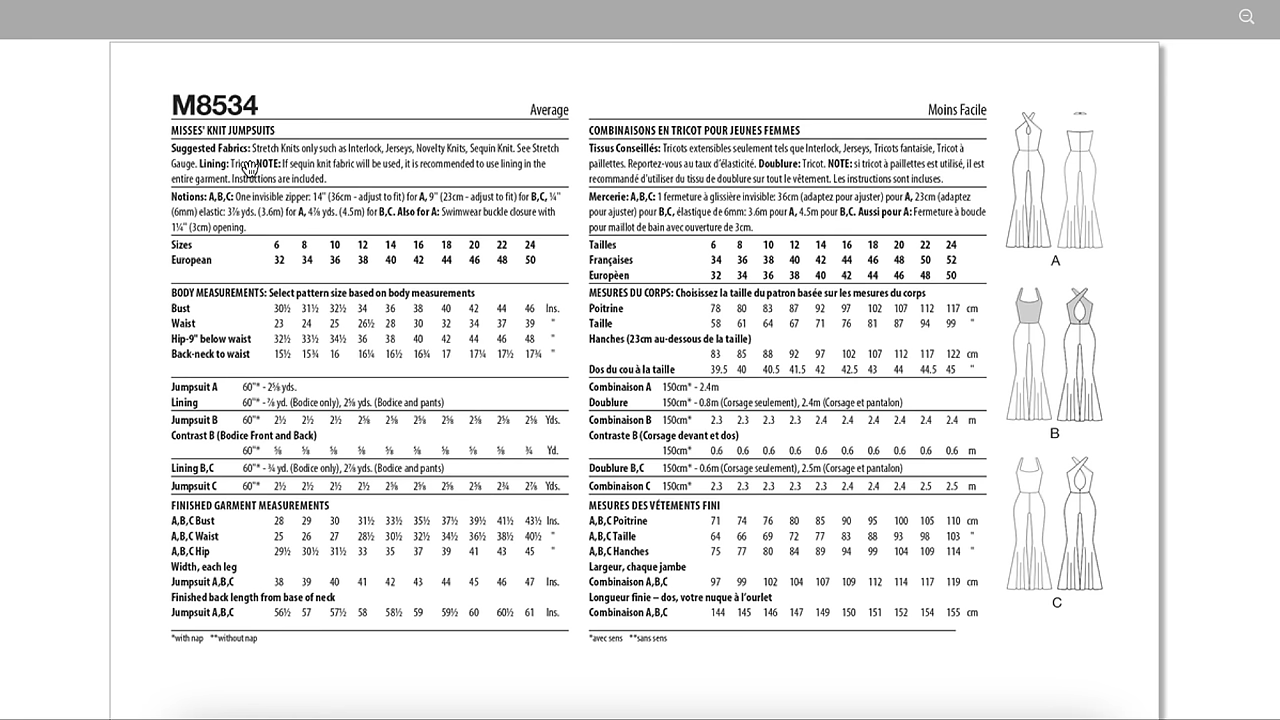 M8534
Average
MISSES' KNIT JUMPSUITS
Suggested Fabrics: Stretch Knits only such as Interlock, Jerseys, Novelty Knits, Sequin Knit. See Stretch
Gauge. Lining: Tricot. NOTE: If sequin knit fabric will be used, it is recommended to use lining in the
entire garment. Instructions are included.
Notions: A,B,C: One invisible zipper: 14" (36cm - adjust to fit) for A, 9" (23cm - adjust to fit) for B,C, ¼"
(6mm) elastic: 3⅞ yds. (3.6m) for A, 4⅞ yds. (4.5m) for B,C. Also for A: Swimwear buckle closure with
1¼" (3cm) opening.
Sizes 6 8 10 12 14 16 18 20 22 24
European 32 34 36 38 40 42 44 46 48 50
BODY MEASUREMENTS: Select pattern size based on body measurements
Bust 30½ 31½ 32½ 34 36 38 40 42 44 46 Ins.
Waist 23 24 25 26½ 28 30 32 34 37 39 "
Hip-9" below waist 32½ 33½ 34½ 36 38 40 42 44 46 48 "
Back-neck to waist 15½ 15¾ 16 16¼ 16½ 16¾ 17 17¼ 17½ 17¾ "
Jumpsuit A 60"* - 2⅝ yds.
Lining 60"* - ⅞ yd. (Bodice only), 2⅝ yds. (Bodice and pants)
Jumpsuit B 60"* 2½ 2½ 2½ 2⅝ 2⅝ 2⅝ 2⅝ 2⅝ 2⅝ 2⅝ Yds.
Contrast B (Bodice Front and Back)
60"* ⅝ ⅝ ⅝ ⅝ ⅝ ⅝ ⅝ ⅝ ⅝ ¾ Yd.
Lining B,C 60"* - ¾ yd. (Bodice only), 2⅞ yds. (Bodice and pants)
Jumpsuit C 60"* 2½ 2½ 2½ 2½ 2⅝ 2⅝ 2⅝ 2⅝ 2¾ 2⅞ Yds.
FINISHED GARMENT MEASUREMENTS
A,B,C Bust 28 29 30 31½ 33½ 35½ 37½ 39½ 41½ 43½ Ins.
A,B,C Waist 25 26 27 28½ 30½ 32½ 34½ 36½ 38½ 40½ "
A,B,C Hip 29½ 30½ 31½ 33 35 37 39 41 43 45 "
Width, each leg
Jumpsuit A,B,C 38 39 40 41 42 43 44 45 46 47 Ins.
Finished back length from base of neck
Jumpsuit A,B,C 56½ 57 57½ 58 58½ 59 59½ 60 60½ 61 Ins.
*with nap **without nap
Moins Facile
COMBINAISONS EN TRICOT POUR JEUNES FEMMES
Tissus Conseillés: Tricots extensibles seulement tels que Interlock, Jerseys, Tricots fantaisie, Tricot à
paillettes. Reportez-vous au taux d'élasticité. Doublure: Tricot. NOTE: si tricot à paillettes est utilisé, il est
recommandé d'utiliser du tissu de doublure sur tout le vêtement. Les instructions sont incluses.
Mercerie: A,B,C: 1 fermeture à glissière invisible: 36cm (adaptez pour ajuster) pour A, 23cm (adaptez
pour ajuster) pour B,C, élastique de 6mm: 3.6m pour A, 4.5m pour B,C. Aussi pour A: Fermeture à boucle
pour maillot de bain avec ouverture de 3cm.
Tailles 6 8 10 12 14 16 18 20 22 24
Françaises 34 36 38 40 42 44 46 48 50 52
Europèen 32 34 36 38 40 42 44 46 48 50
MESURES DU CORPS: Choisissez la taille du patron basée sur les mesures du corps
Poitrine 78 80 83 87 92 97 102 107 112 117 cm
Taille 58 61 64 67 71 76 81 87 94 99 "
Hanches (23cm au-dessous de la taille)
83 85 88 92 97 102 107 112 117 122 cm
Dos du cou à la taille 39.5 40 40.5 41.5 42 42.5 43 44 44.5 45 "
Combinaison A 150cm* - 2.4m
Doublure 150cm* - 0.8m (Corsage seulement), 2.4m (Corsage et pantalon)
Combinaison B 150cm* 2.3 2.3 2.3 2.4 2.4 2.4 2.4 2.4 2.4 2.4 m
Contraste B (Corsage devant et dos)
150cm* 0.6 0.6 0.6 0.6 0.6 0.6 0.6 0.6 0.6 0.6 m
Doublure B,C 150cm* - 0.6m (Corsage seulement), 2.5m (Corsage et pantalon)
Combinaison C 150cm* 2.3 2.3 2.3 2.3 2.4 2.4 2.4 2.5 2.5 m
MESURES DES VÊTEMENTS FINI
A,B,C Poitrine 71 74 76 80 85 90 95 100 105 110 cm
A,B,C Taille 64 66 69 72 77 83 88 93 98 103 "
A,B,C Hanches 75 77 80 84 89 94 99 104 109 114 "
Largeur, chaque jambe
Combinaison A,B,C 97 99 102 104 107 109 112 114 117 119 cm
Longueur finie – dos, votre nuque à l'ourlet
Combinaison A,B,C 144 145 146 147 149 150 151 152 154 155 cm
*avec sens **sans sens
A
B
C